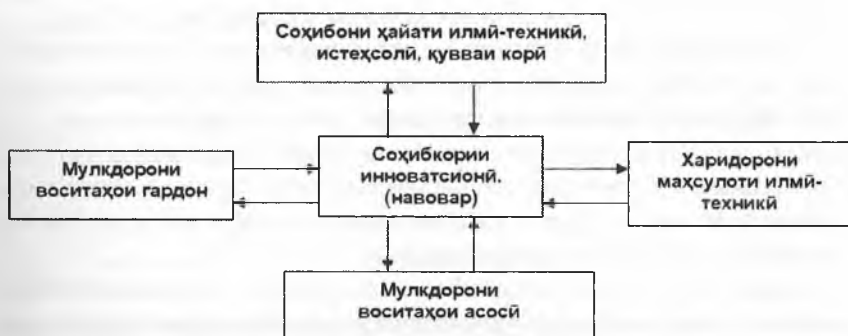 Соҳибони ҳайати илмӣ-техникӣ,
истеҳсолӣ, қувваи корӣ
Мулкдорони
воситаҳои гардон
Соҳибкории
инноватсионӣ.
(навовар)
Харидорони
маҳсулоти илмӣ-
техникӣ
Мулкдорони
воситаҳои асосӣ